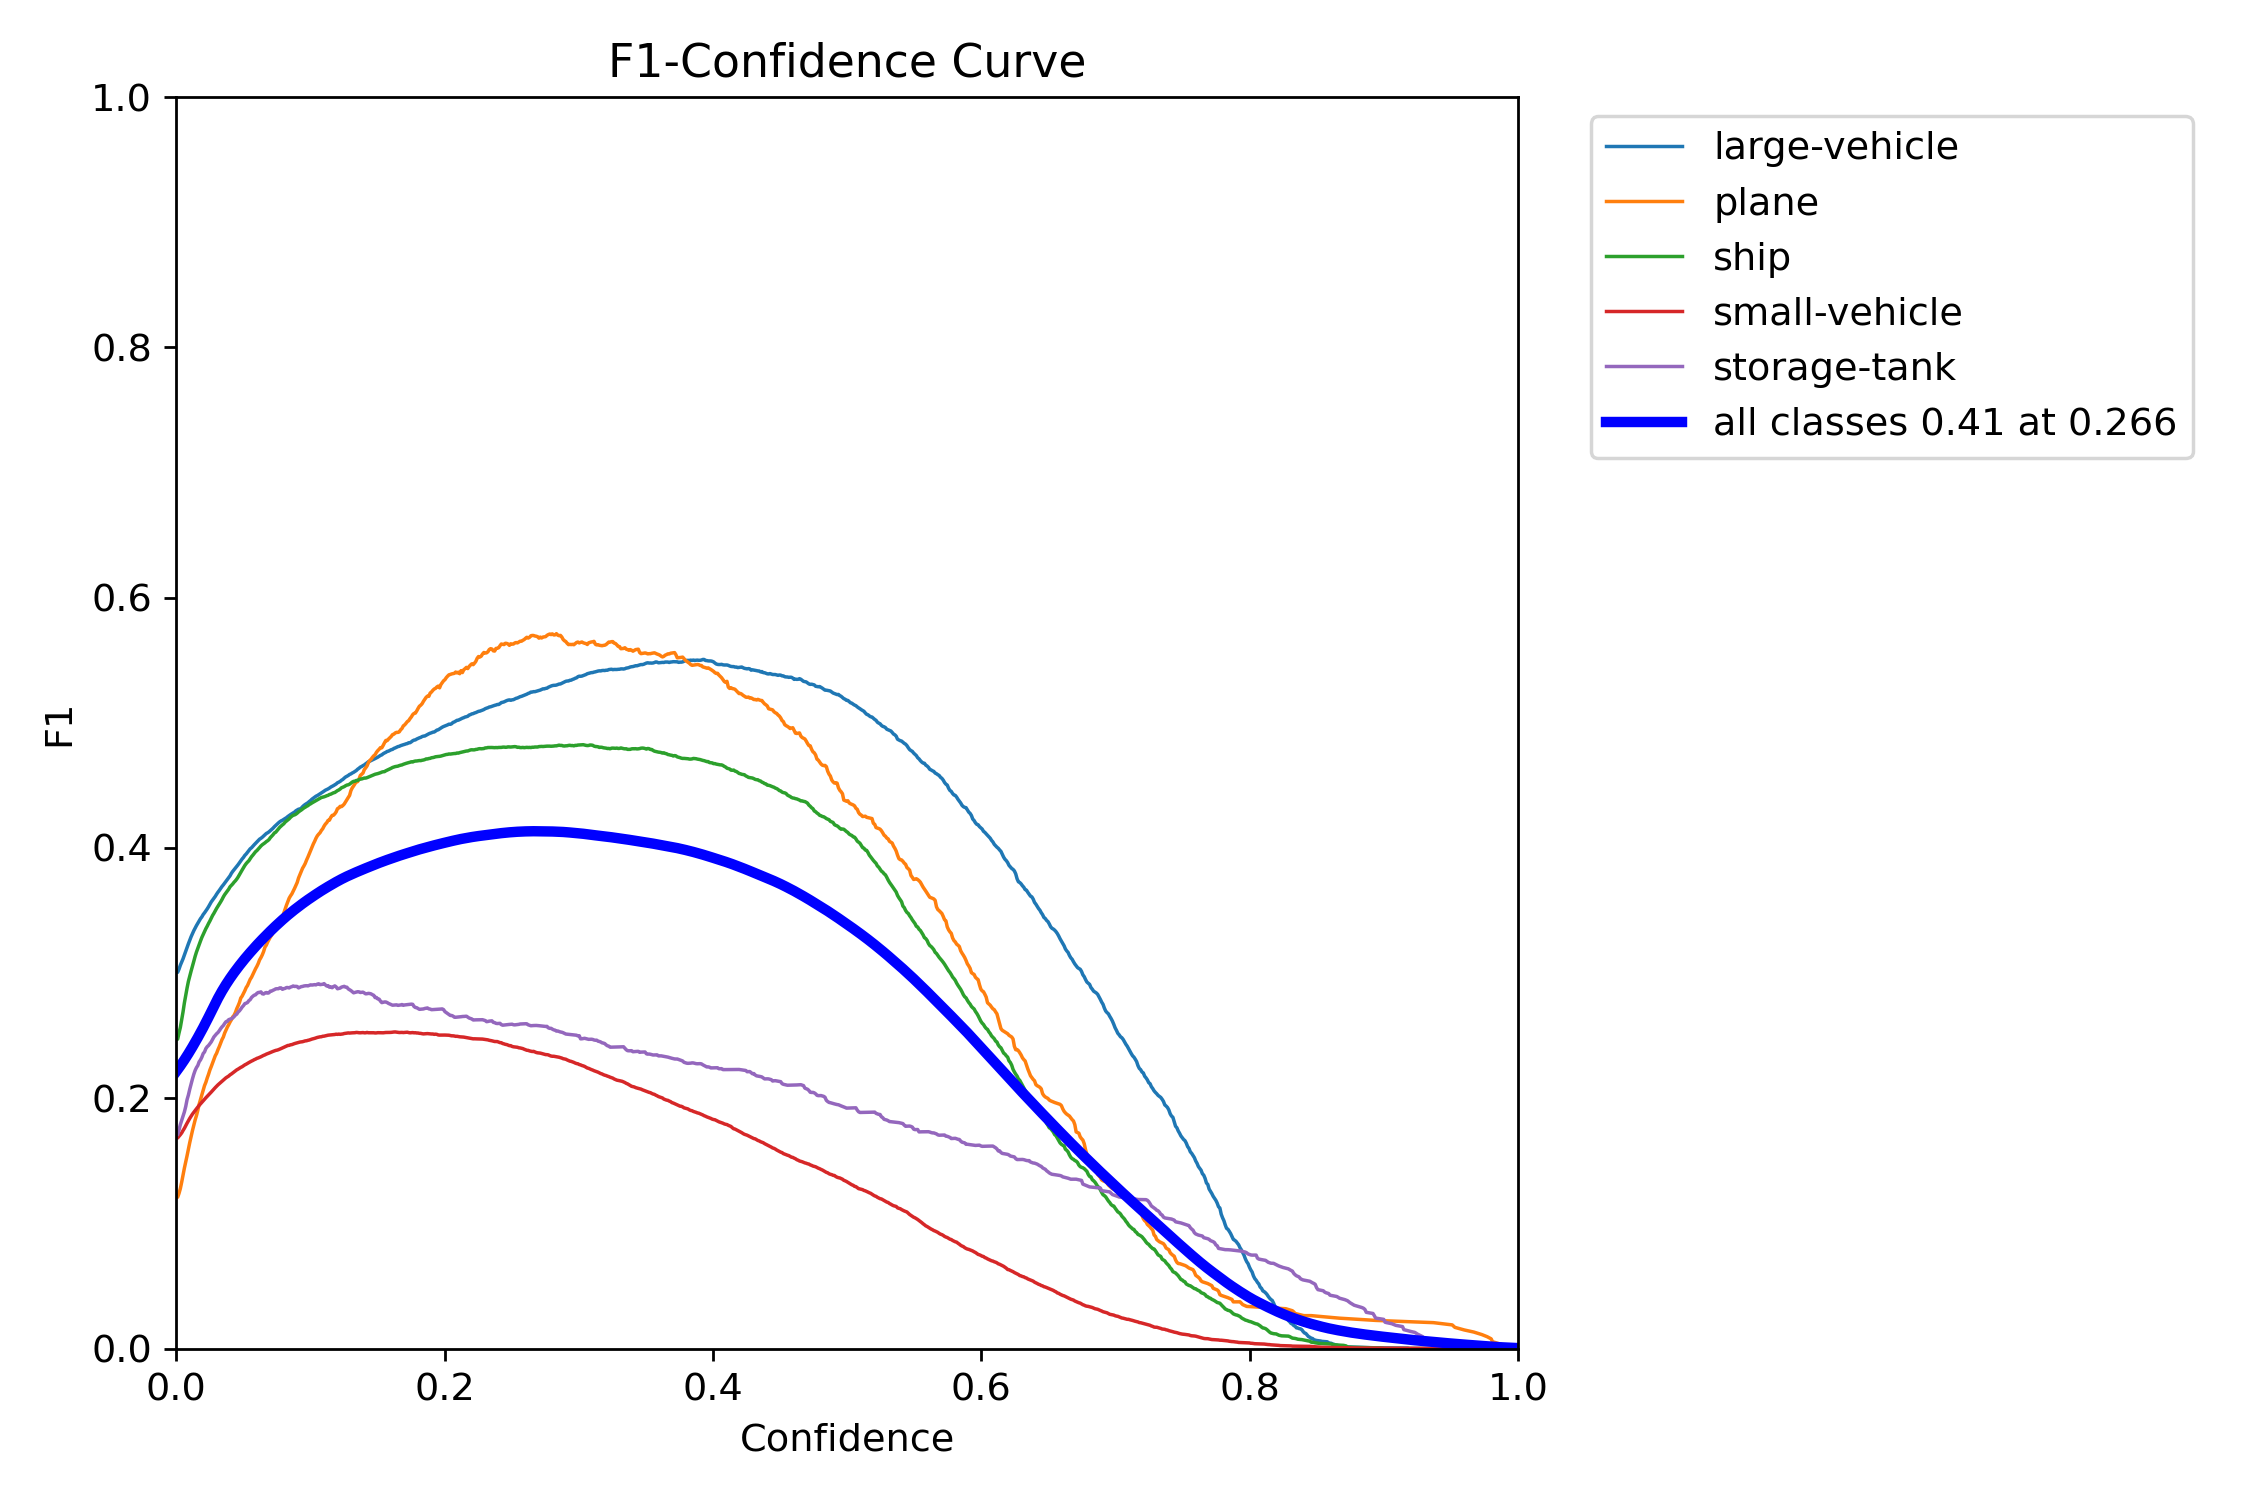 F1-Confidence Curve
1.0
0.8
0.6
0.4
0.2
0.0
F1
0.0 0.2 0.4 0.6 0.8 1.0
Confidence
large-vehicle
plane
ship
small-vehicle
storage-tank
all classes 0.41 at 0.266